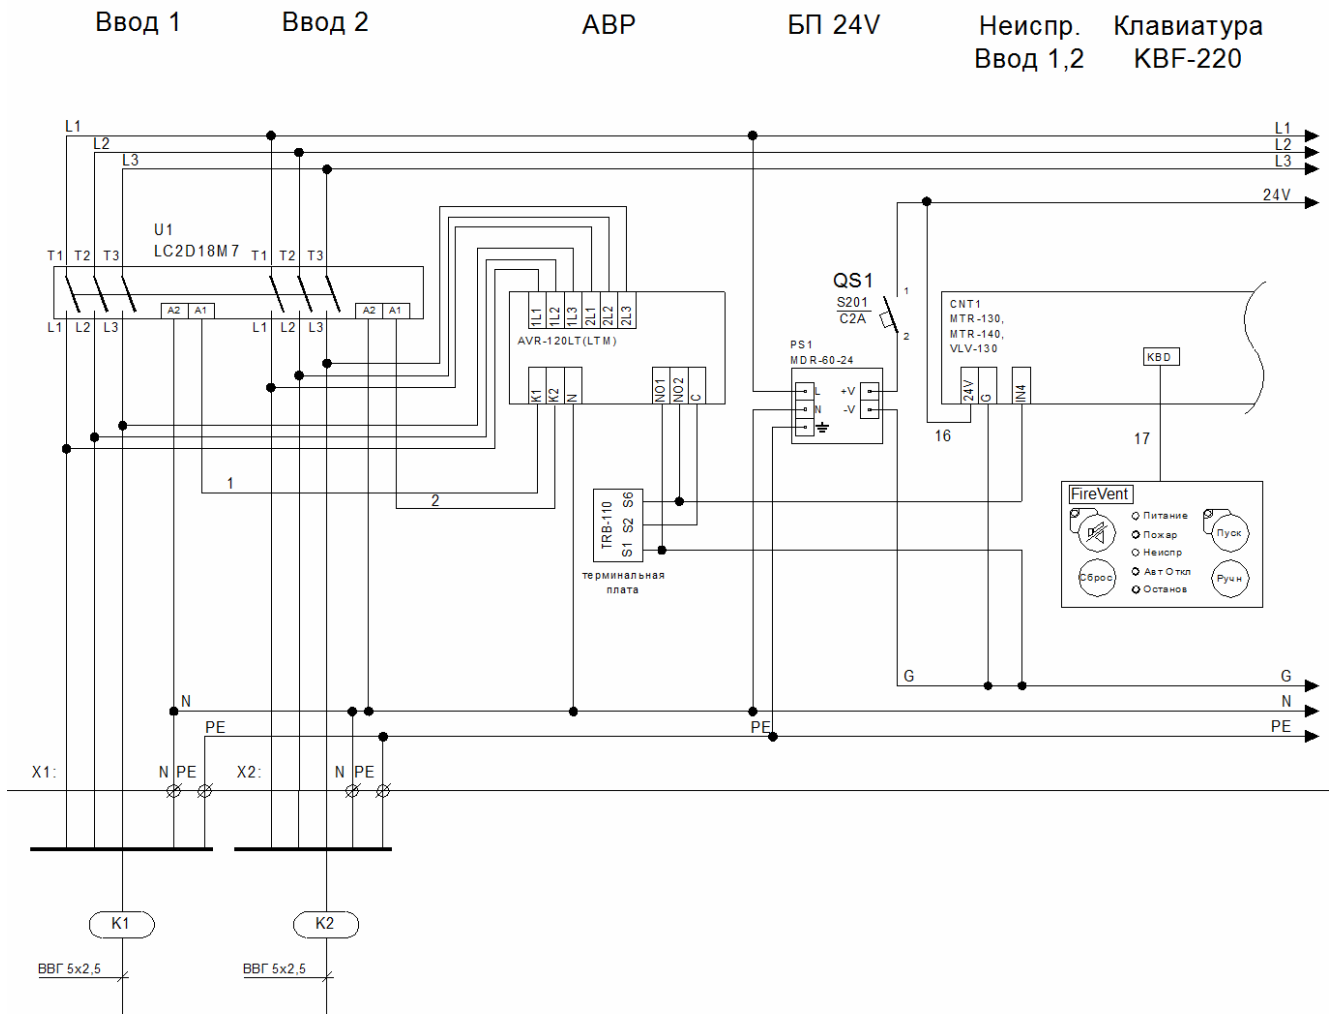 Ввод 1
Ввод 2
АВР
БП 24V
Неиспр.
Ввод 1,2
Клавиатура
KBF-220
L1
L2
L3
L1
L2
L3
24V
U1
LC2D18M7
T1 T2 T3
T1 T2 T3
A2 A1
A2 A1
L1 L2 L3
L1 L2 L3
1L1 1L2 1L3 2L1 2L2 2L3
AVR-120LT(LTM)
K1 K2 N
NO1 NO2 C
QS1
S201
C2A
1
2
PS1
MDR-60-24
L +V
N -V
CNT1
MTR-130,
MTR-140,
VLV-130
KBD
24V G IN4
16
17
1
2
TRB-110
S1 S2 S6
терминальная
плата
FireVent
Питание
Пожар
Неиспр
Авт Откл
Останов
Пуск
Сброс
Ручн
G
G
N
N
PE
PE
PE
X1:
N PE
X2:
N PE
K1
K2
ВВГ 5x2,5
ВВГ 5x2,5